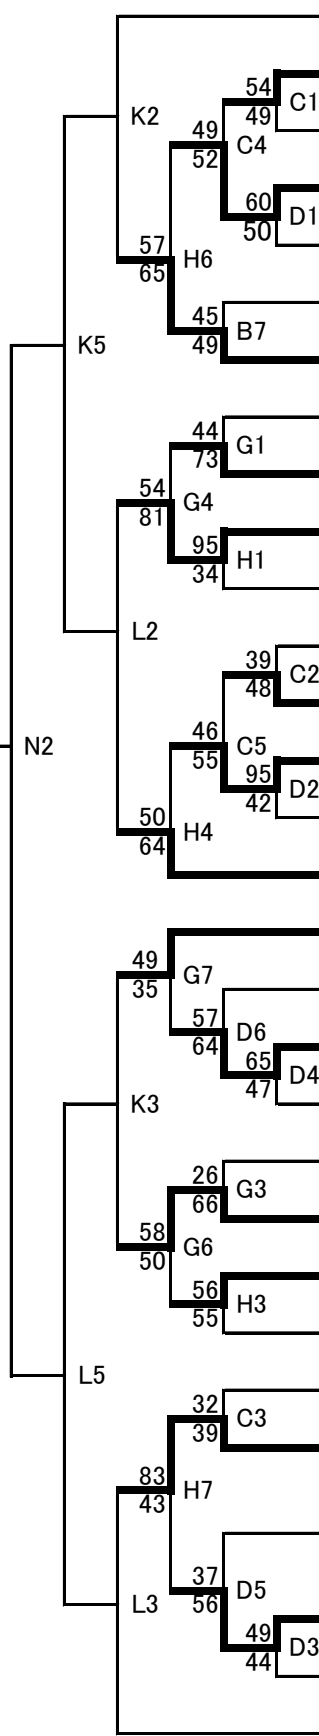 54
C1
49
K2
49
C4
52
60
D1
50
57
H6
65
45
B7
49
K5
44
G1
73
54
G4
81
95
H1
34
L2
39
C2
48
46
C5
55
N2
95
D2
42
50
H4
64
49
G7
35
57
D6
64
65
D4
47
K3
26
G3
66
58
G6
50
56
H3
55
L5
32
C3
39
83
H7
43
37
D5
56
L3
49
D3
44